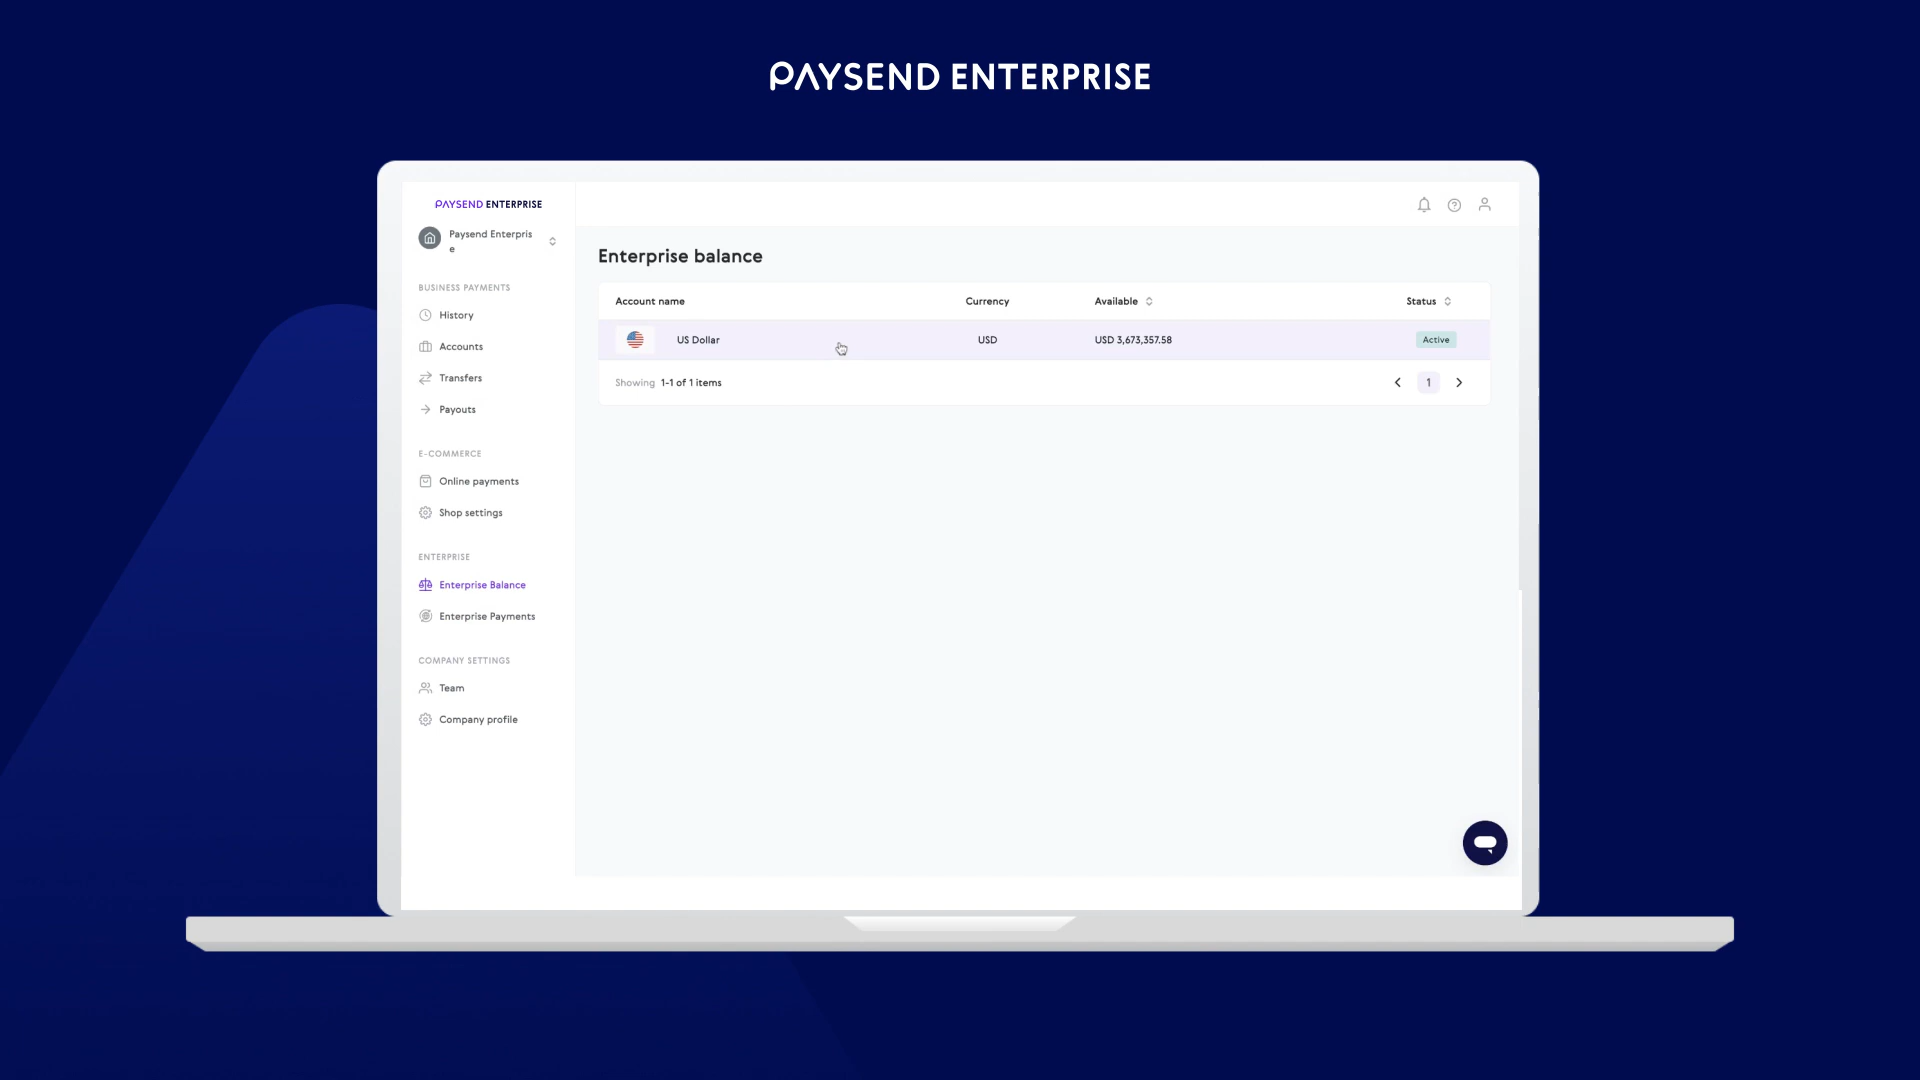 PAYSEND ENTERPRISE
PAYSEND ENTERPRISE
Paysend Enterpris
e
BUSINESS PAYMENTS
History
Accounts
Transfers
Payouts
E-COMMERCE
Online payments
Shop settings
ENTERPRISE
Enterprise Balance
Enterprise Payments
COMPANY SETTINGS
Team
Company profile
Enterprise balance
Account name Currency Available Status
US Dollar USD USD 3,673,357.58 Active
Showing 1-1 of 1 items 1